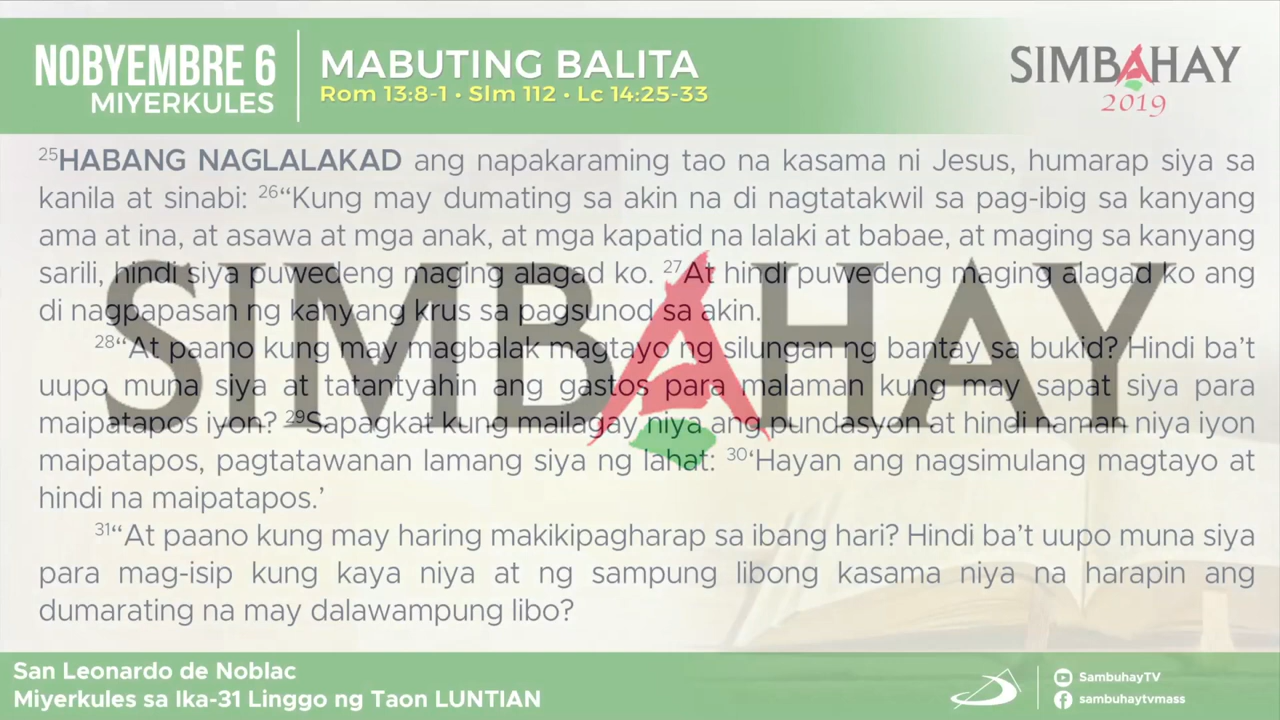 NOBYEMBRE 6
MIYERKULES
MABUTING BALITA
Rom 13:8-1 • Slm 112 • Lc 14:25-33
SIMBAHAY
2019
25HABANG NAGLALAKAD ang napakaraming tao na kasama ni Jesus, humarap siya sa
kanila at sinabi: 26“Kung may dumating sa akin na di nagtatakwil sa pag-ibig sa kanyang
ama at ina, at asawa at mga anak, at mga kapatid na lalaki at babae, at maging sa kanyang
sarili, hindi siya puwedeng maging alagad ko. 27At hindi puwedeng maging alagad ko ang
di nagpapasan ng kanyang krus sa pagsunod sa akin.
28“At paano kung may magbalak magtayo ng silungan ng bantay sa bukid? Hindi ba’t
uupo muna siya at tatantyahin ang gastos para malaman kung may sapat siya para
maipatapos iyon? 29Sapagkat kung mailagay niya ang pundasyon at hindi naman niya iyon
maipatapos, pagtatawanan lamang siya ng lahat: 30‘Hayan ang nagsimulang magtayo at
hindi na maipatapos.’
31“At paano kung may haring makikipagharap sa ibang hari? Hindi ba’t uupo muna siya
para mag-isip kung kaya niya at ng sampung libong kasama niya na harapin ang
dumarating na may dalawampung libo?
SIMBAHAY
San Leonardo de Noblac
Miyerkules sa Ika-31 Linggo ng Taon LUNTIAN
SambuhayTV
sambuhaytvmass